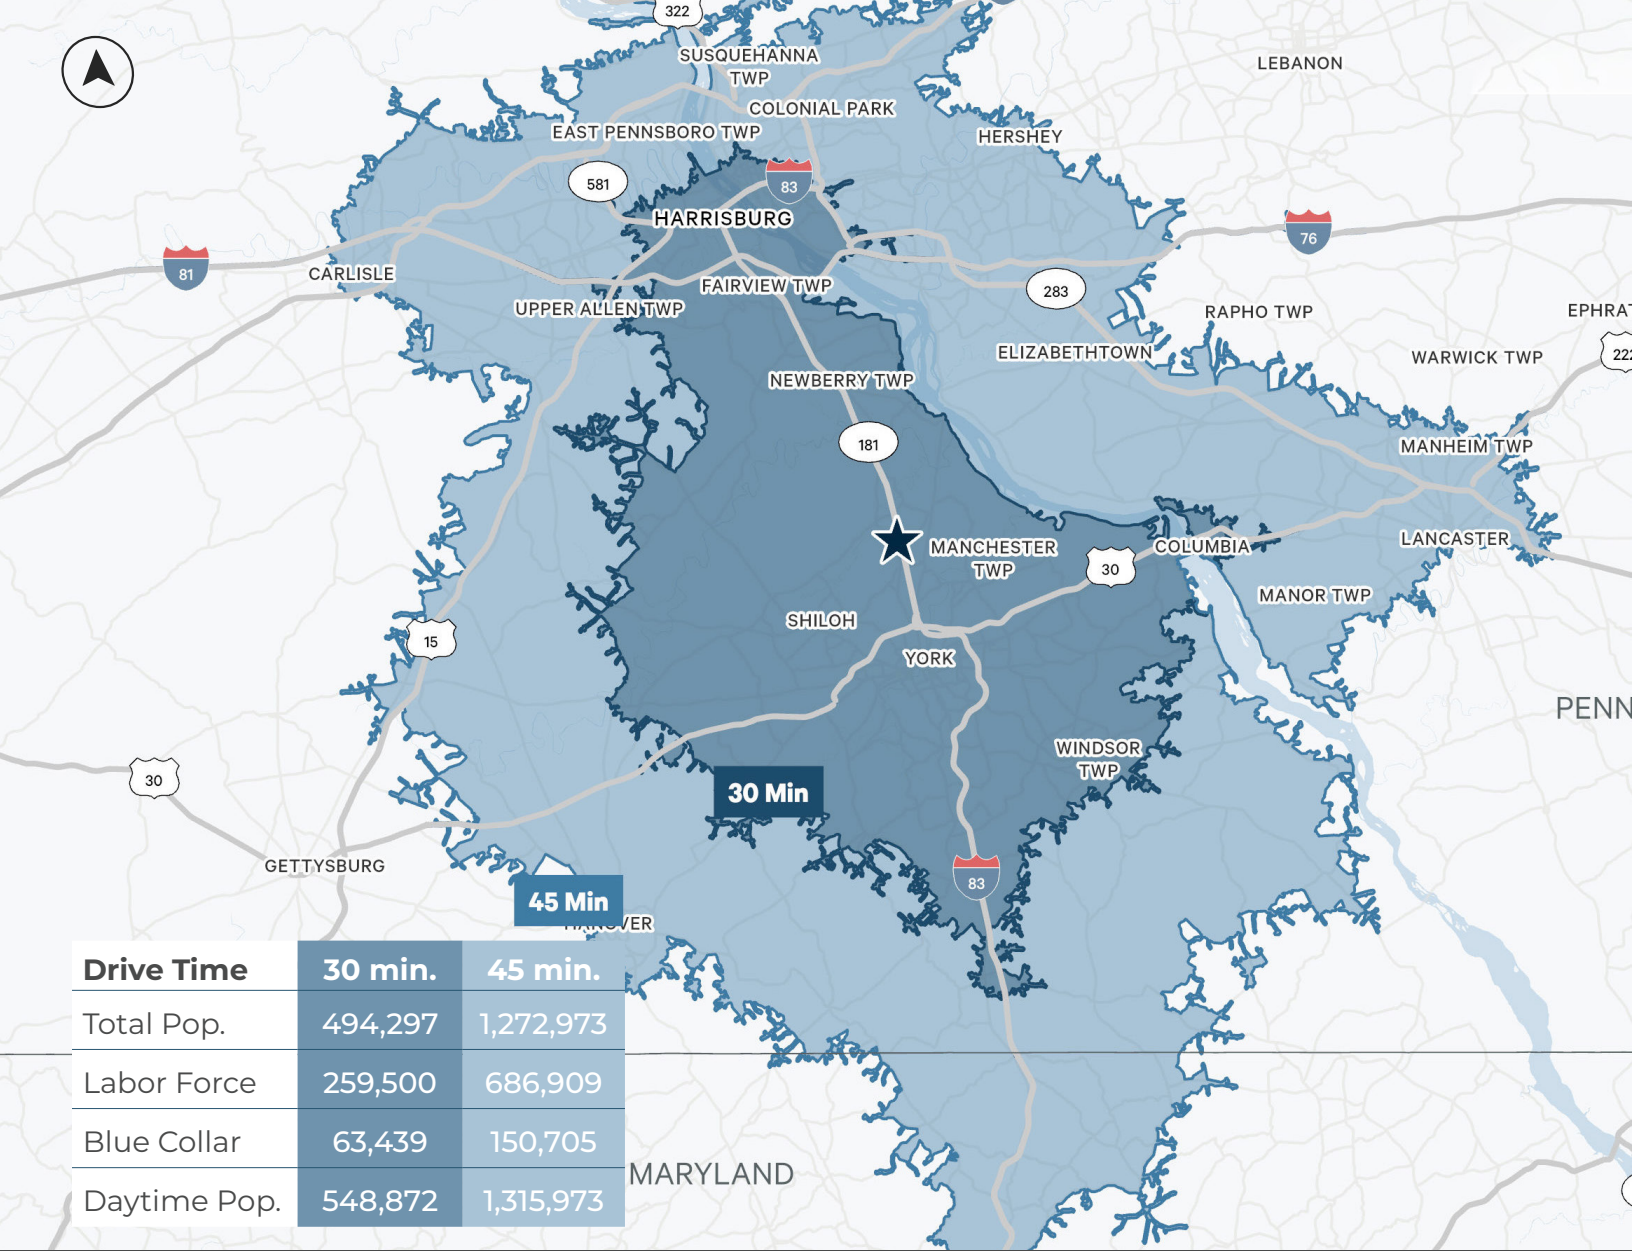 322
SUSQUEHANNA
TWP
LEBANON
COLONIAL PARK
EAST PENNSBORO TWP
HERSHEY
581
83
HARRISBURG
76
81
CARLISLE
FAIRVIEW TWP
283
UPPER ALLEN TWP
RAPHO TWP
EPHRAT
ELIZABETHTOWN
WARWICK TWP
222
NEWBERRY TWP
181
MANHEIM TWP
MANCHESTER
TWP
COLUMBIA
LANCASTER
30
MANOR TWP
SHILOH
15
YORK
PENN
WINDSOR
TWP
30
30 Min
GETTYSBURG
83
45 Min
HANOVER
Drive Time 30 min. 45 min.
Total Pop. 494,297 1,272,973
Labor Force 259,500 686,909
Blue Collar 63,439 150,705
Daytime Pop. 548,872 1,315,973
MARYLAND